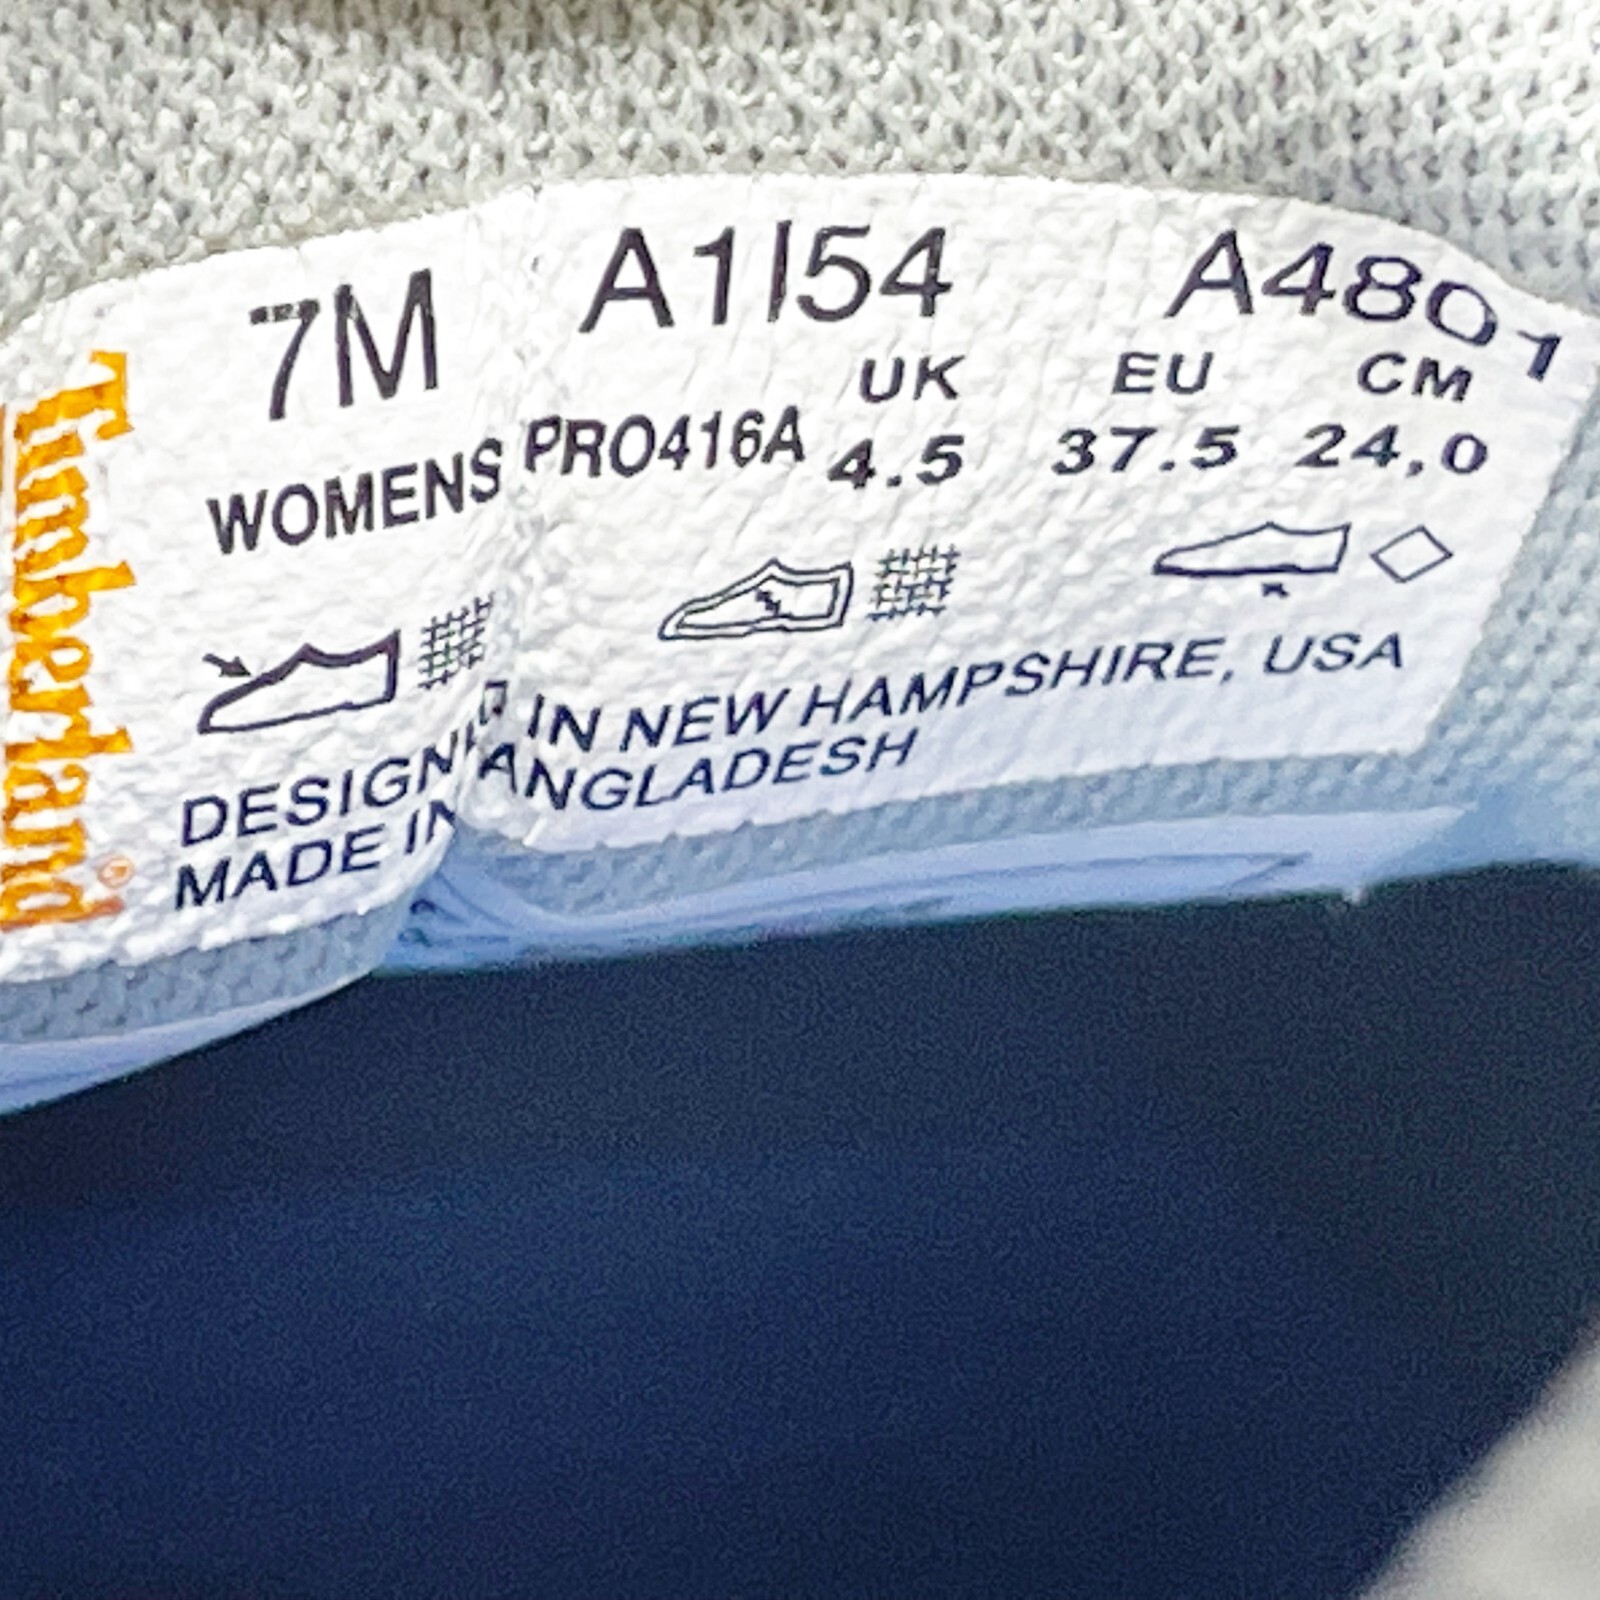 Timberland®
7M A1I54 A4801
UK EU CM
WOMENS PRO416A 4.5 37.5 24,0
DESIGN D IN NEW HAMPSHIRE, USA
MADE IN ANGLADESH